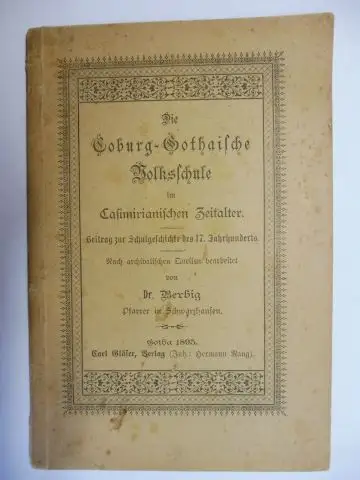 Die
Coburg-Gothaische
Volksschule
im
Casimirianischen Zeitalter.
Beitrag zur Schulgeschichte des 17. Jahrhunderts.
Nach archivalischen Quellen bearbeitet
von
Dr. Berbig
Pfarrer in Schwarzhausen.
Gotha 1895.
Carl Gläser, Verlag (Inh.: Hermann Rang).